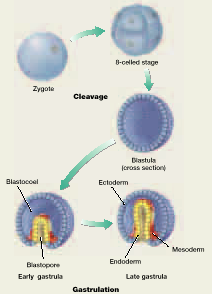 Zygote
8-celled stage
Cleavage
Blastula
(cross section)
Blastocoel
Ectoderm
Mesoderm
Endoderm
Blastopore
Early gastrula
Late gastrula
Gastrulation